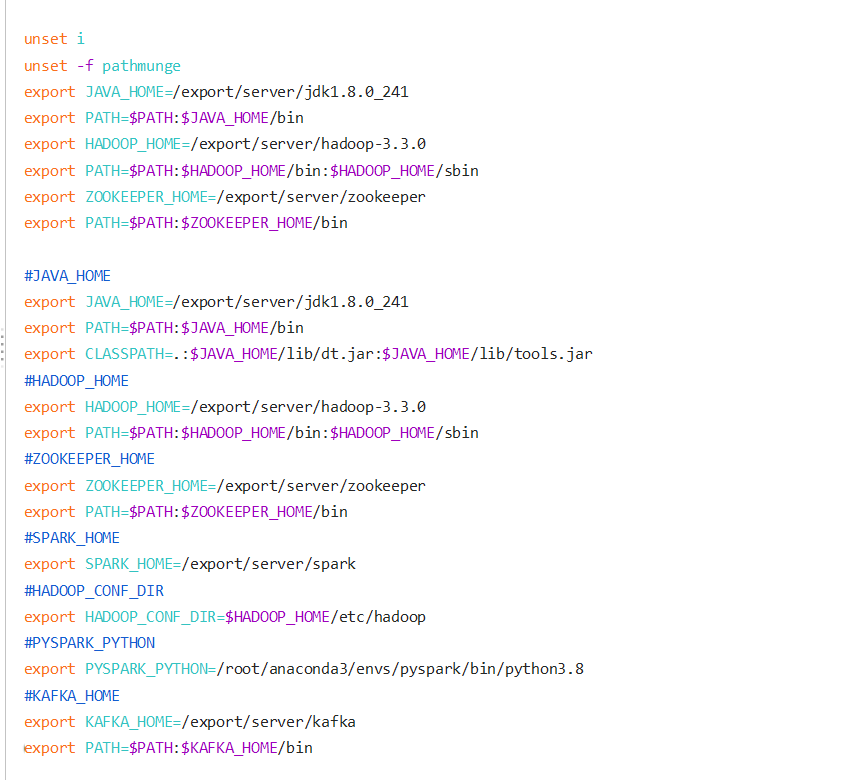 unset i
unset -f pathmunge
export JAVA_HOME=/export/server/jdk1.8.0_241
export PATH=$PATH:$JAVA_HOME/bin
export HADOOP_HOME=/export/server/hadoop-3.3.0
export PATH=$PATH:$HADOOP_HOME/bin:$HADOOP_HOME/sbin
export ZOOKEEPER_HOME=/export/server/zookeeper
export PATH=$PATH:$ZOOKEEPER_HOME/bin
#JAVA_HOME
export JAVA_HOME=/export/server/jdk1.8.0_241
export PATH=$PATH:$JAVA_HOME/bin
export CLASSPATH=.:$JAVA_HOME/lib/dt.jar:$JAVA_HOME/lib/tools.jar
#HADOOP_HOME
export HADOOP_HOME=/export/server/hadoop-3.3.0
export PATH=$PATH:$HADOOP_HOME/bin:$HADOOP_HOME/sbin
#ZOOKEEPER_HOME
export ZOOKEEPER_HOME=/export/server/zookeeper
export PATH=$PATH:$ZOOKEEPER_HOME/bin
#SPARK_HOME
export SPARK_HOME=/export/server/spark
#HADOOP_CONF_DIR
export HADOOP_CONF_DIR=$HADOOP_HOME/etc/hadoop
#PYSPARK_PYTHON
export PYSPARK_PYTHON=/root/anaconda3/envs/pyspark/bin/python3.8
#KAFKA_HOME
export KAFKA_HOME=/export/server/kafka
export PATH=$PATH:$KAFKA_HOME/bin